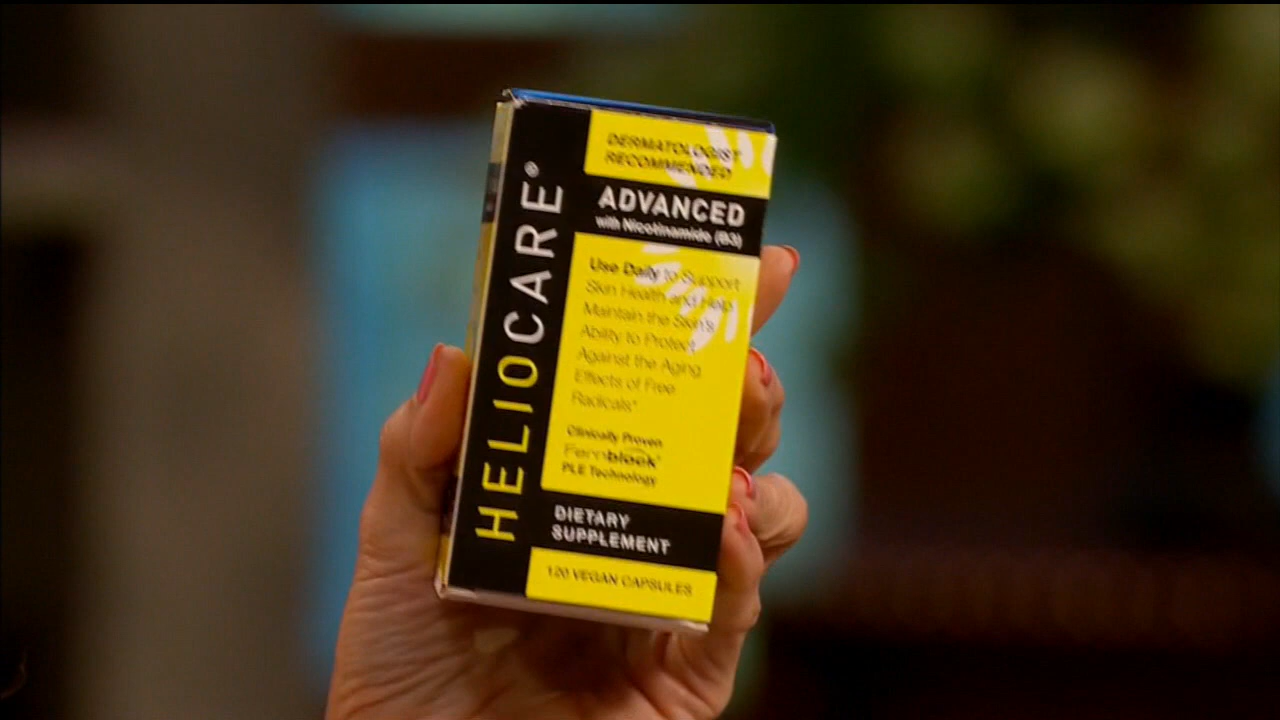 HELIOCARE®
DERMATOLOGIST
RECOMMENDED
ADVANCED
with Nicotinamide (B3)
Use Daily to Support
Skin Health and Help
Maintain the Skin's
Ability to Protect
Against the Aging
Effects of Free
Radicals*
Clinically Proven
Fernblock®
PLE Technology
DIETARY
SUPPLEMENT
120 VEGAN CAPSULES